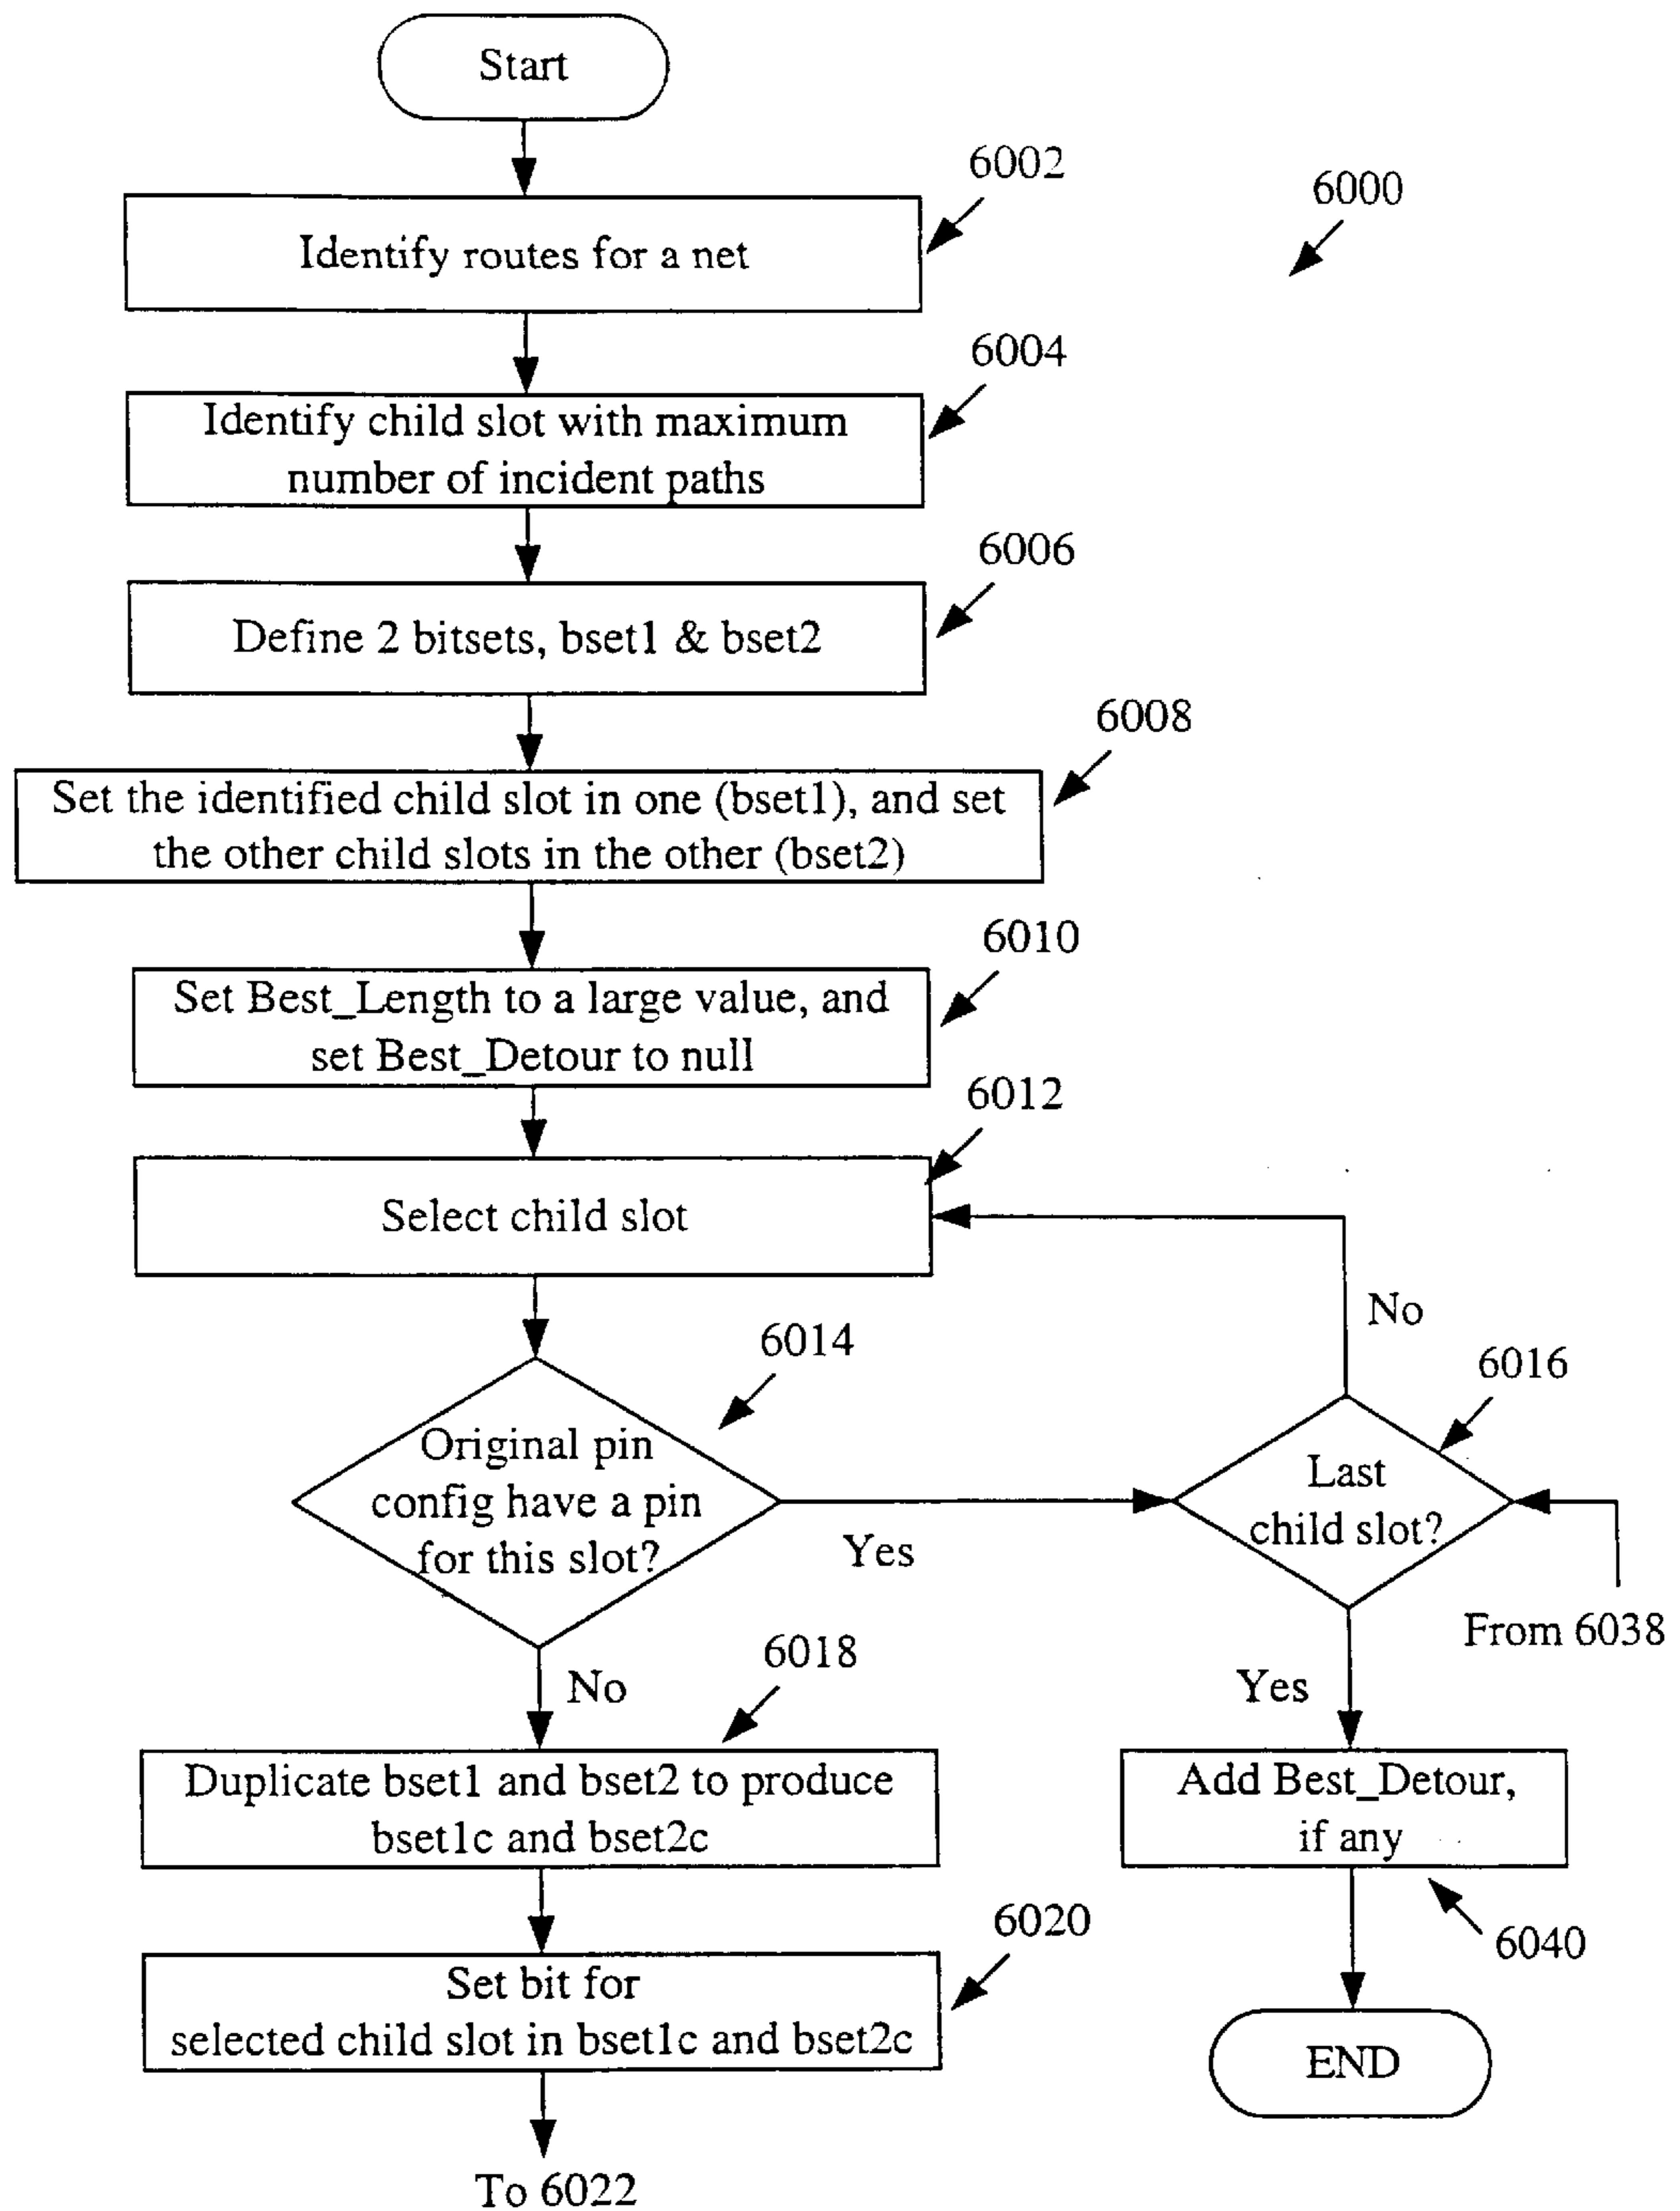 Start
6002
6000
Identify routes for a net
6004
Identify child slot with maximum
number of incident paths
6006
Define 2 bitsets, bset1 & bset2
6008
Set the identified child slot in one (bset1), and set
the other child slots in the other (bset2)
6010
Set Best_Length to a large value, and
set Best_Detour to null
6012
Select child slot
No
6014
6016
Original pin
config have a pin
for this slot?
Yes
Last
child slot?
From 6038
6018
No
Yes
Duplicate bset1 and bset2 to produce
bset1c and bset2c
Add Best_Detour,
if any
6020
6040
Set bit for
selected child slot in bset1c and bset2c
END
To 6022